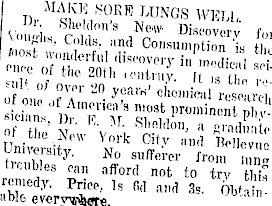 MAKE SORE LUNGS WELL.
Dr. Sheldon's New Discovery for
Coughs, Colds, and Consumption is the
most wonderful discovery in medical sci-
ence of the 20th century. It is the re-
sult of over 20 years' chemical research
of one of America's most prominent phy-
sicians, Dr. E. M. Sheldon, a graduate
of the New York City and Bellevue
University. No sufferer from lung
troubles can afford not to try this
remedy. Price, 1s 6d and 3s. Obtain-
able everywhere.